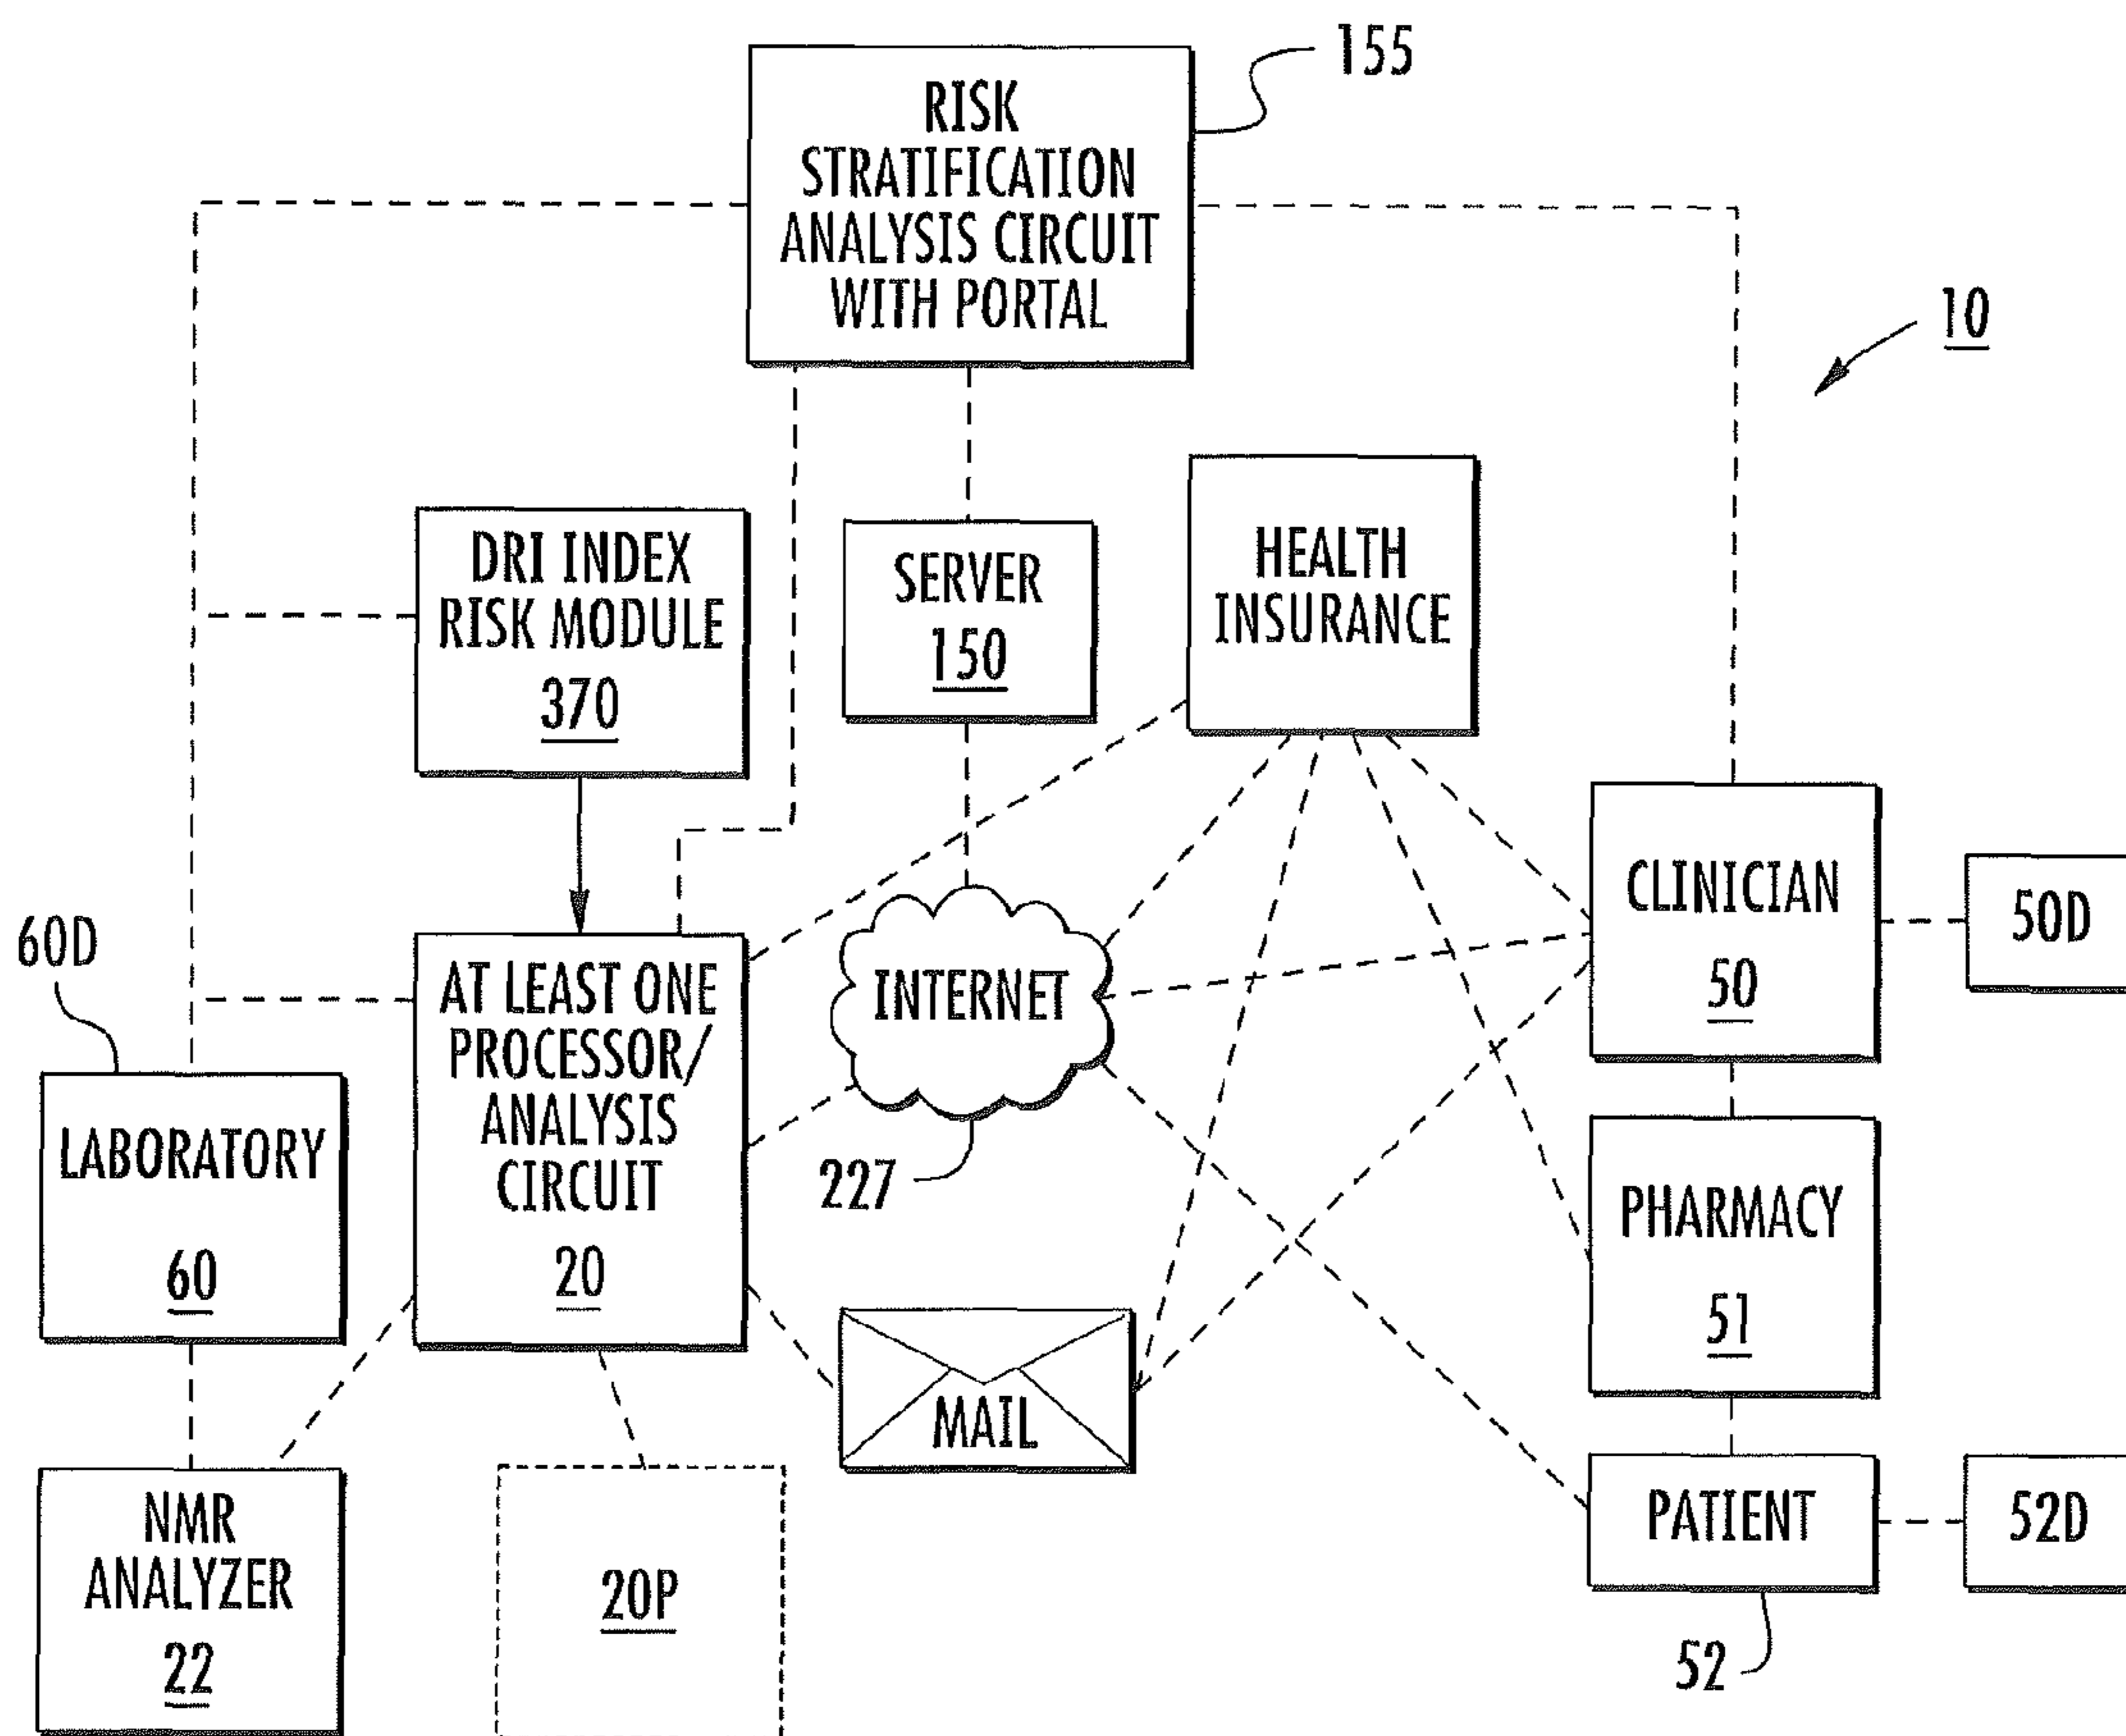 155
RISK
STRATIFICATION
ANALYSIS CIRCUIT
WITH PORTAL
10
DRI INDEX
RISK MODULE
370
SERVER
150
HEALTH
INSURANCE
CLINICIAN
50
50D
60D
AT LEAST ONE
PROCESSOR/
ANALYSIS
CIRCUIT
20
INTERNET
227
LABORATORY
60
PHARMACY
51
MAIL
NMR
ANALYZER
22
20P
PATIENT
52D
52